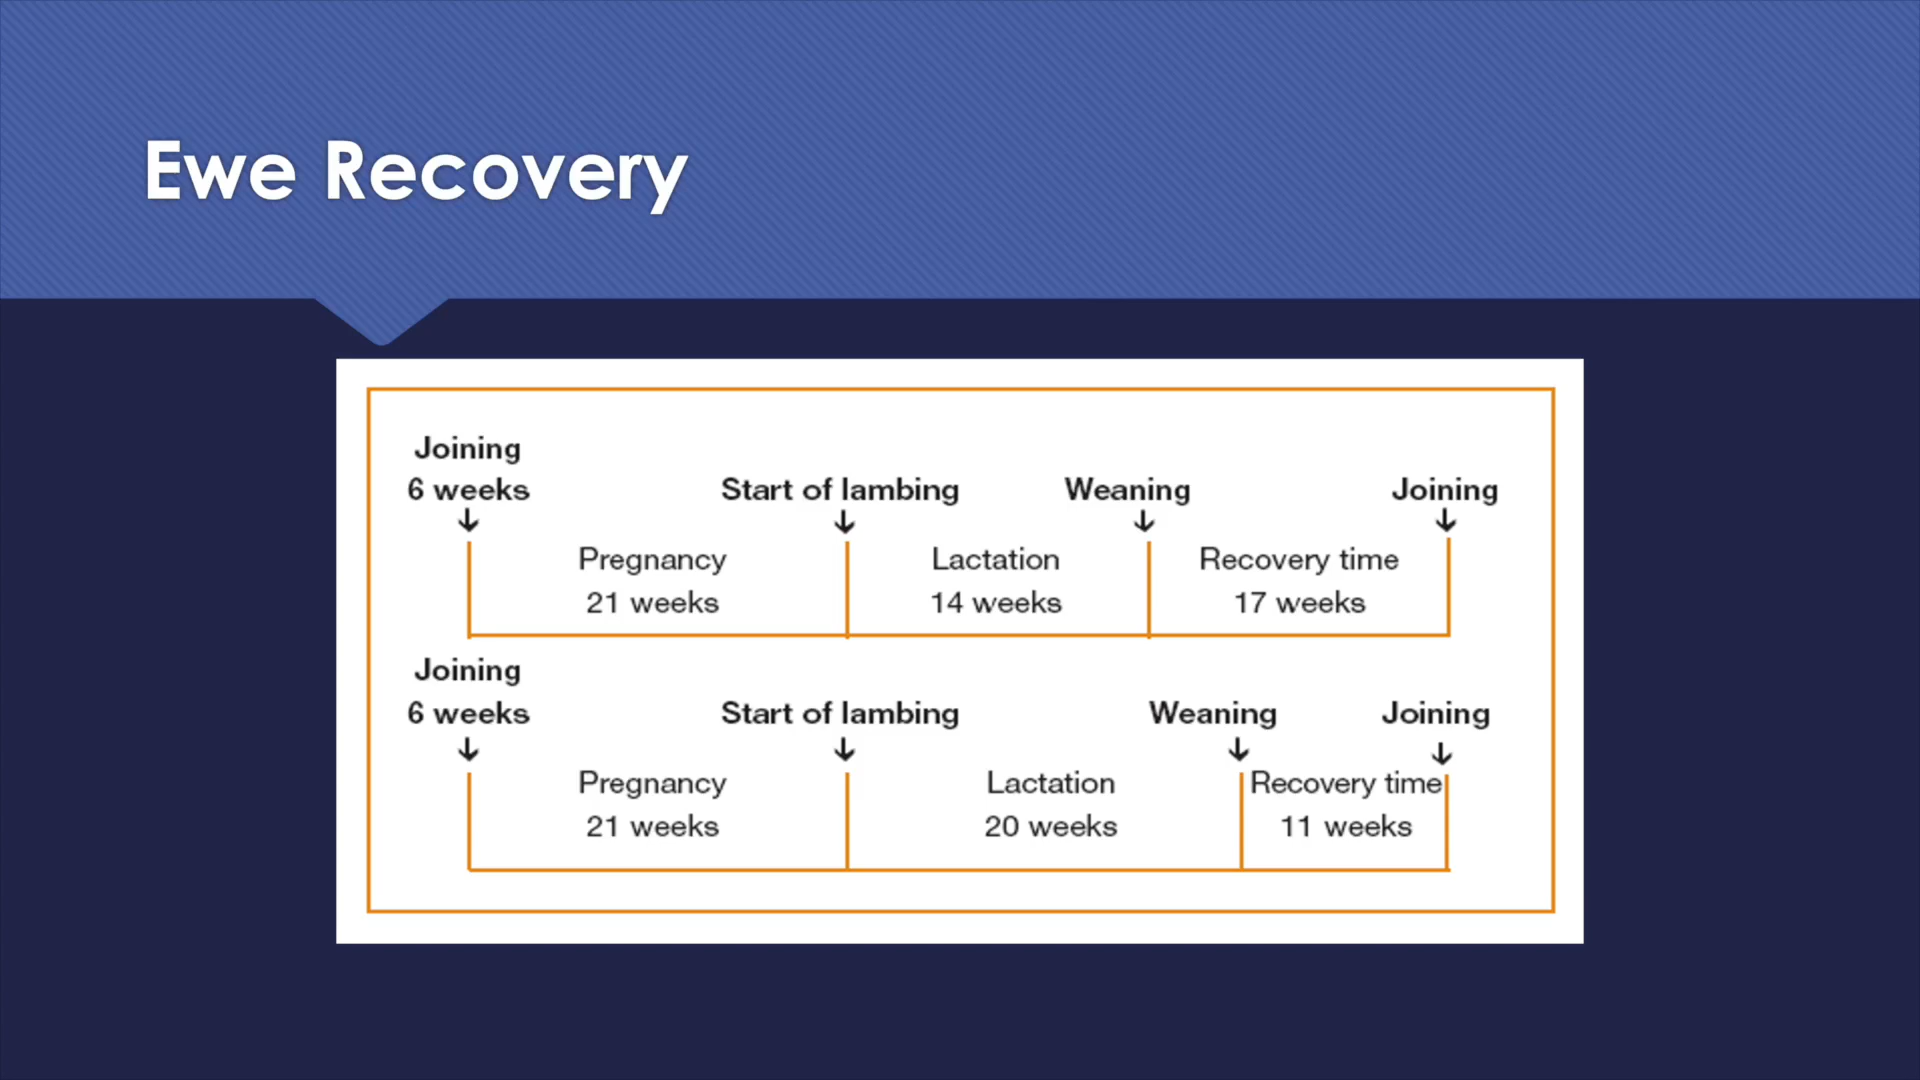 Ewe Recovery
Joining
6 weeks
Start of lambing
Weaning
Joining
Pregnancy
21 weeks
Lactation
14 weeks
Recovery time
17 weeks
Joining
6 weeks
Start of lambing
Weaning
Joining
Pregnancy
21 weeks
Lactation
20 weeks
Recovery time
11 weeks